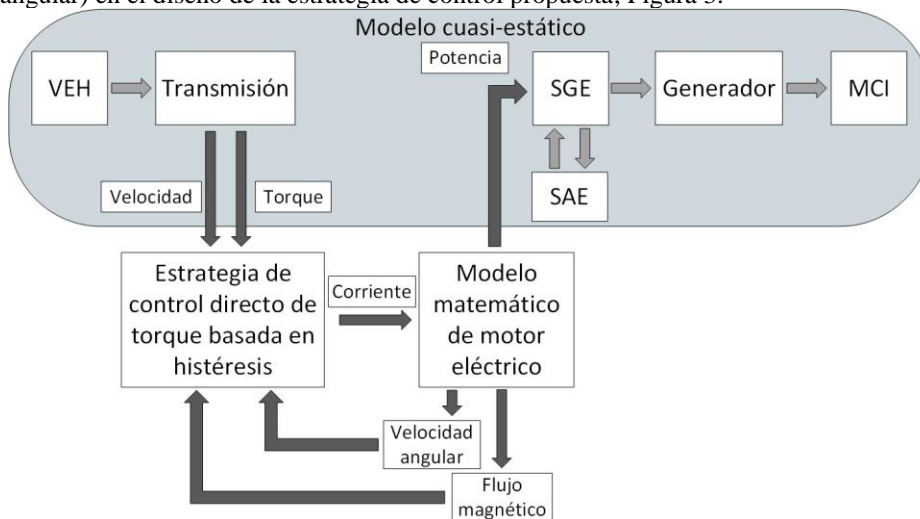 angular) en el diseño de la estrategia de control propuesta, Figura 3.
Modelo cuasi-estático
Potencia
VEH
Transmisión
SGE
Generador
MCI
SAE
Velocidad
Torque
Estrategia de
control directo de
torque basada en
histéresis
Corriente
Modelo
matemático
de motor
eléctrico
Velocidad
angular
Flujo
magnético